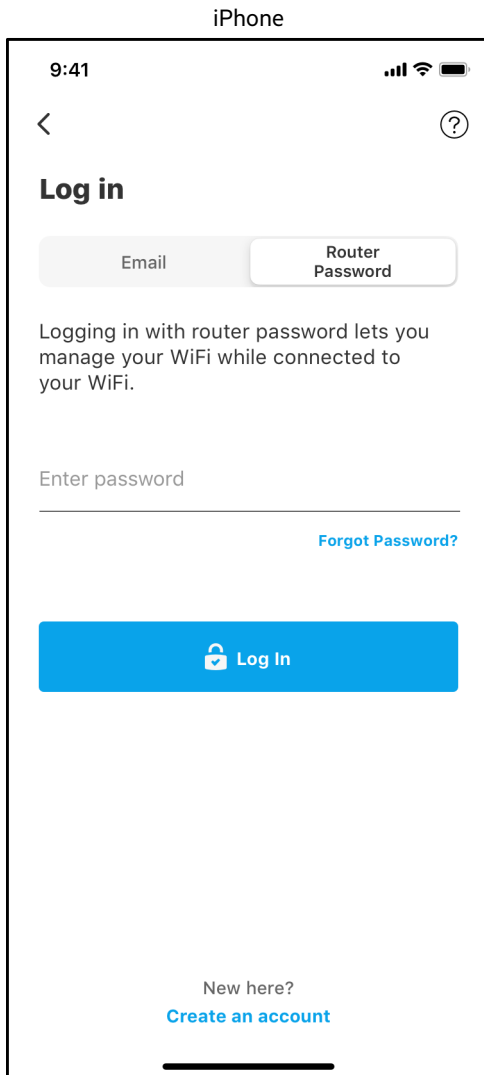 iPhone
9:41
?
Log in
Email
Router
Password
Logging in with router password lets you
manage your WiFi while connected to
your WiFi.
Enter password
Forgot Password?
Log In
New here?
Create an account